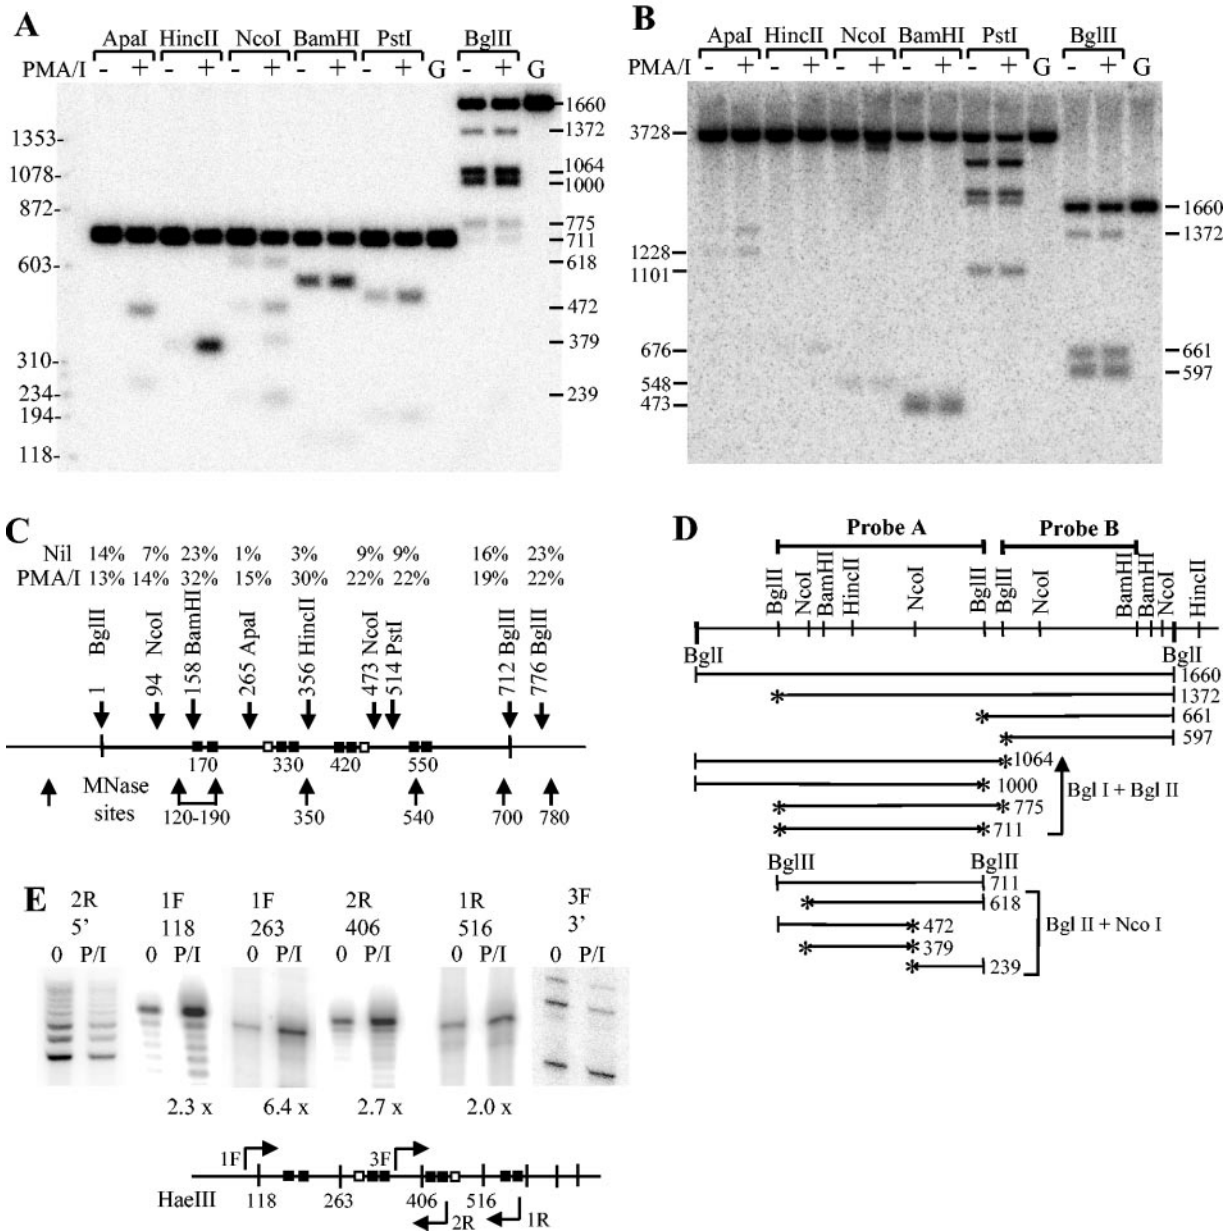 A
ApaI HincII NcoI BamHI PstI BglII
PMA/I - + - + - + - + - + G - + G
1353-
1078-
872-
603-
310-
234-
194-
118-
1660
1372
1064
1000
775
711
618
472
379
239
B
ApaI HincII NcoI BamHI PstI BglII
PMA/I - + - + - + - + - + G - + G
3728
1228
1101
676
548
473
1660
1372
661
597
C
Nil 14% 7% 23% 1% 3% 9% 9% 16% 23%
PMA/I 13% 14% 32% 15% 30% 22% 22% 19% 22%
1 BglII
94 NcoI
158 BamHI
265 ApaI
356 HincII
473 NcoI
514 PstI
712 BglII
776 BglII
170 330 420 550
MNase sites
120-190 350 540 700 780
D
Probe A Probe B
BglII NcoI BamHI HincII NcoI BglII BglII NcoI BamHI BamHI NcoI HincII
BglI BglI
1660
* 1372
* 661
* 597
* 1064
* 1000
* * 775
* * 711
Bgl I + Bgl II
BglII BglII
711
* 618
* 472
* * 379
* 239
Bgl II + Nco I
E
2R 1F 1F 2R 1R 3F
5' 118 263 406 516 3'
0 P/I 0 P/I 0 P/I 0 P/I 0 P/I 0 P/I
2.3 x 6.4 x 2.7 x 2.0 x
1F 3F
HaeIII 118 263 406 516
2R 1R